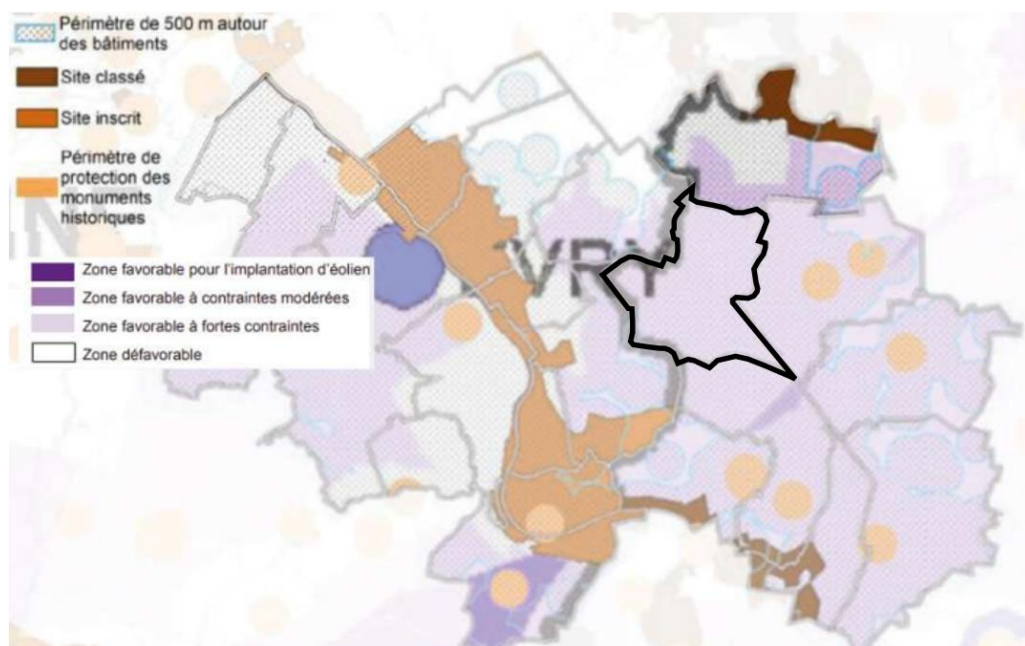 Périmètre de 500 m autour
des bâtiments
Site classé
Site inscrit
Périmètre de
protection des
monuments
historiques
Zone favorable pour l'implantation d'éolien
Zone favorable à contraintes modérées
Zone favorable à fortes contraintes
Zone défavorable
VRY